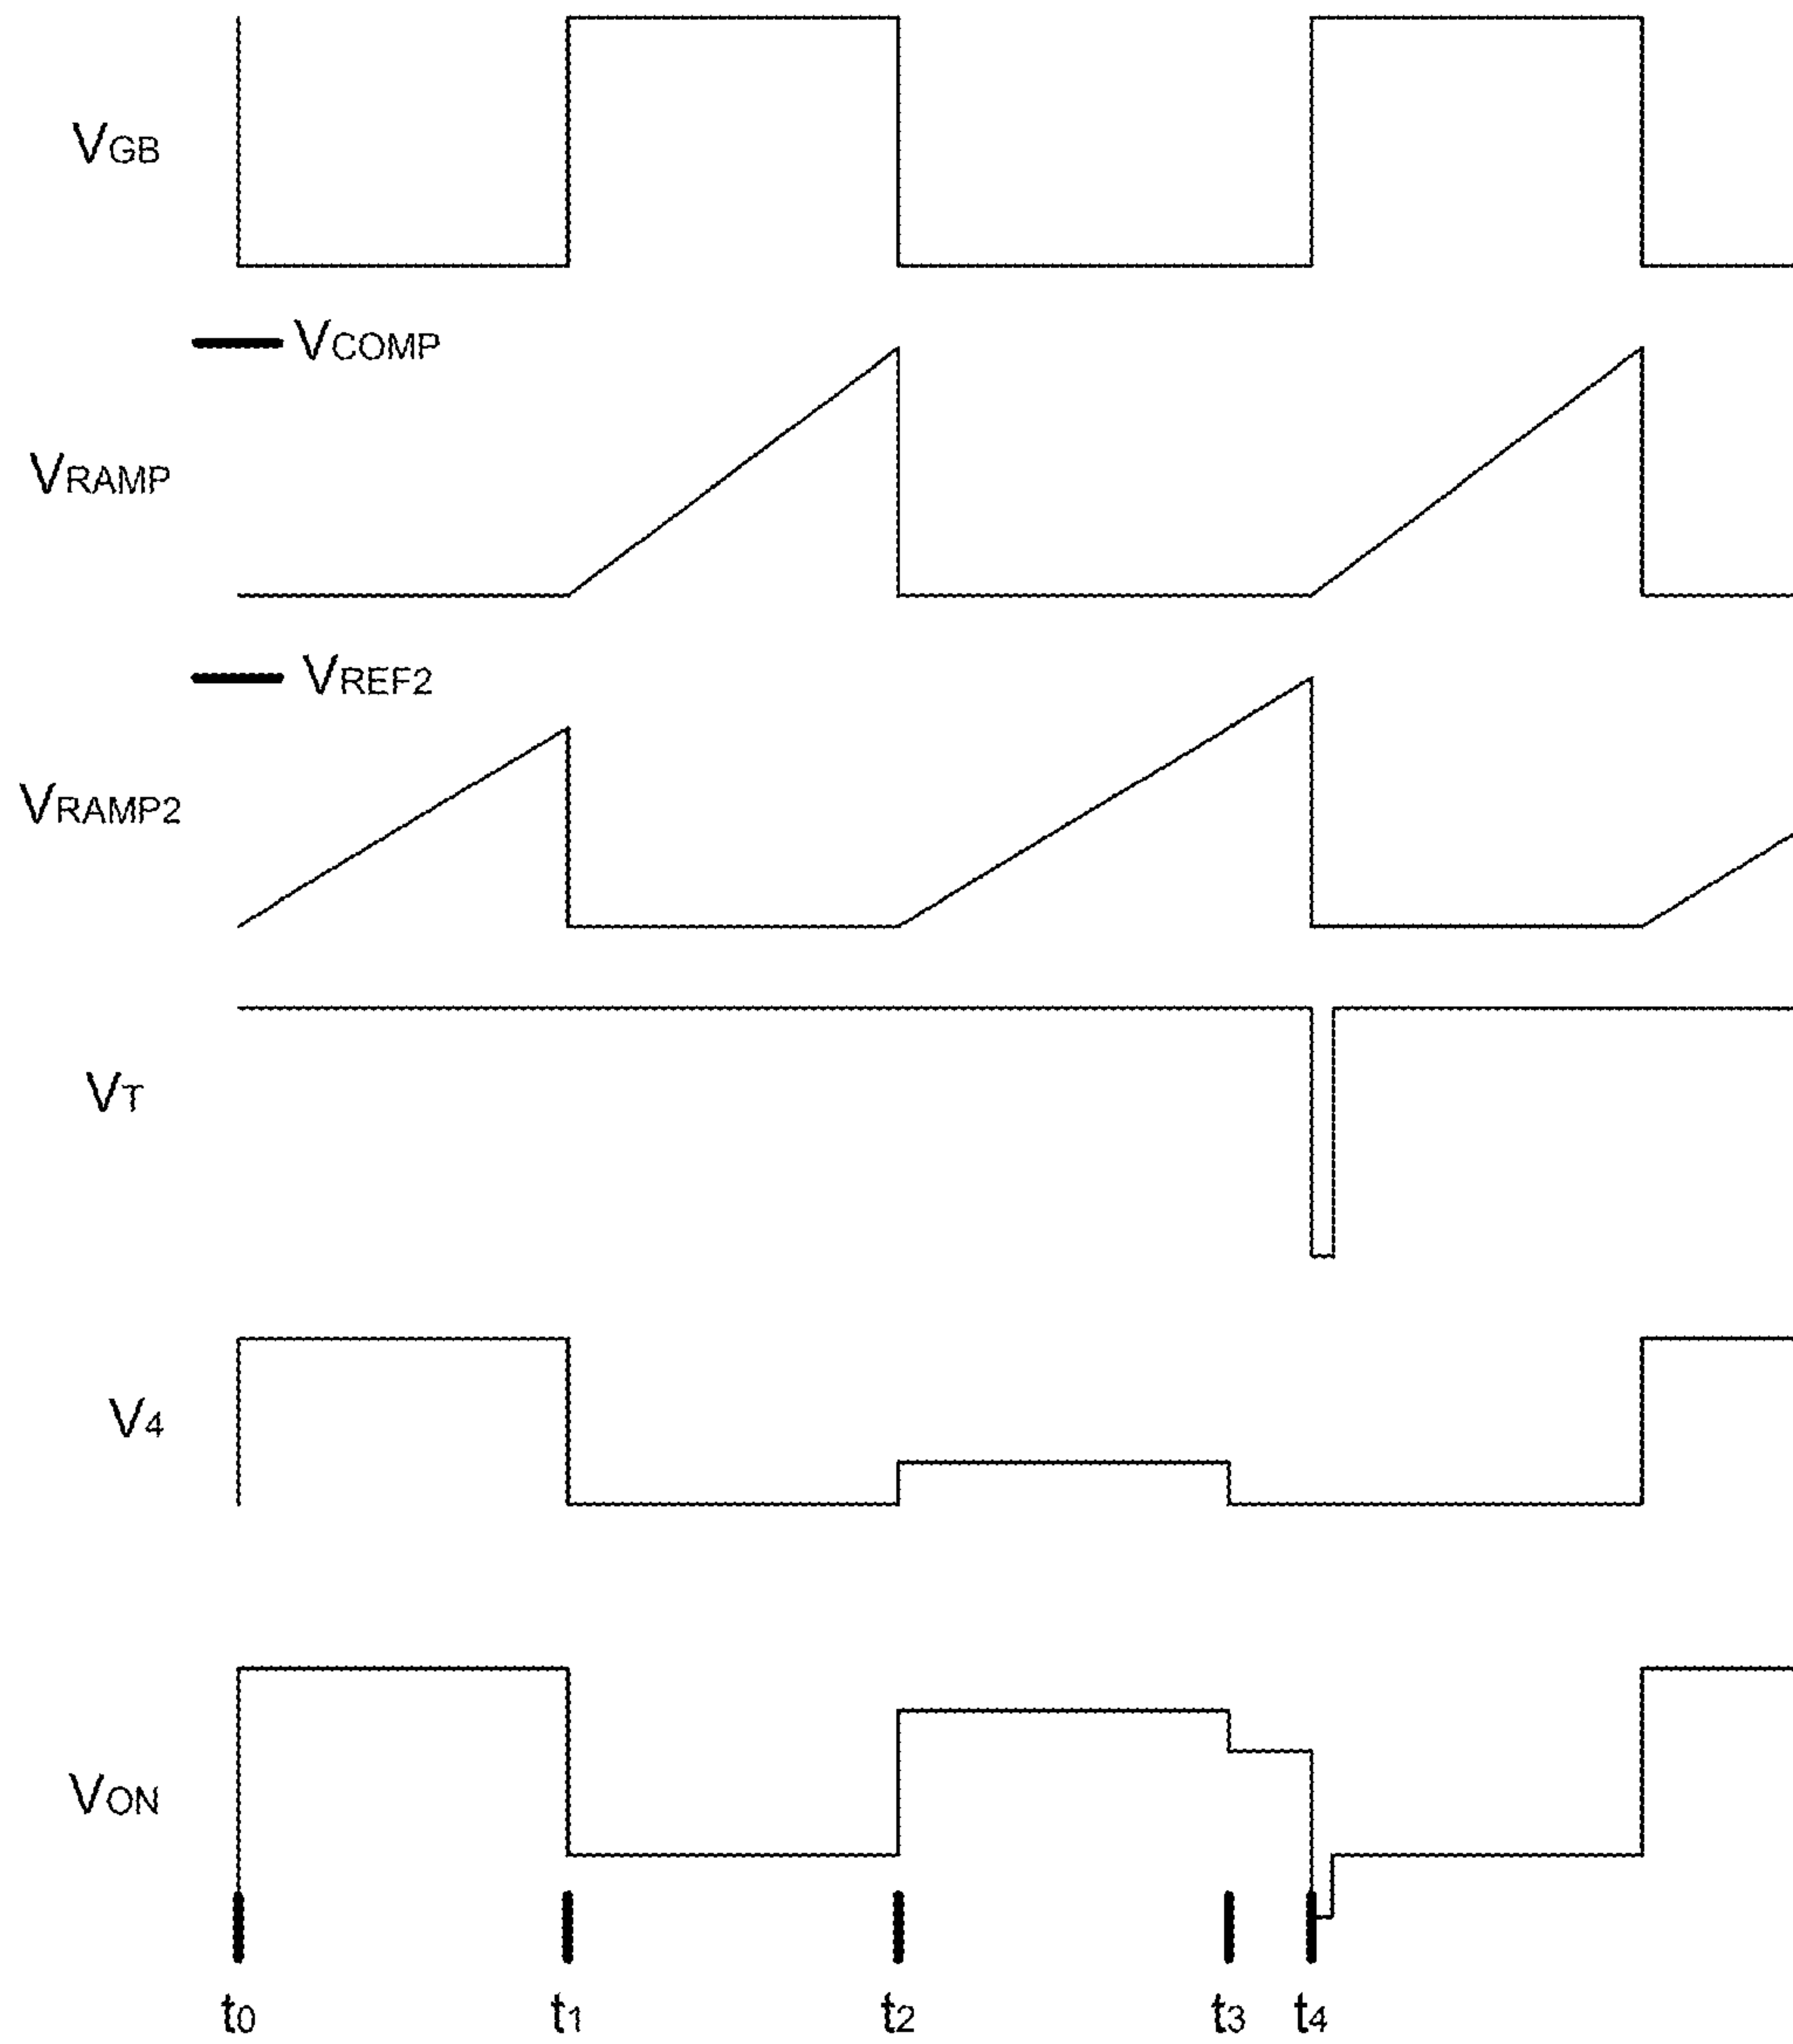 VGB
VCOMP
VRAMP
VREF2
VRAMP2
VT
V4
VON
t0 t1 t2 t3 t4